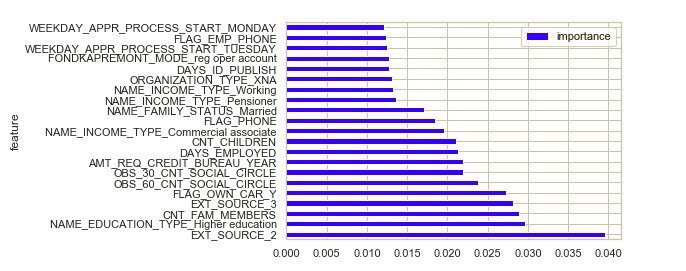 WEEKDAY_APPR_PROCESS_START_MONDAY
FLAG_EMP_PHONE
WEEKDAY_APPR_PROCESS_START_TUESDAY
FONDKAPREMONT_MODE_reg oper account
DAYS_ID_PUBLISH
ORGANIZATION_TYPE_XNA
NAME_INCOME_TYPE_Working
NAME_INCOME_TYPE_Pensioner
NAME_FAMILY_STATUS_Married
FLAG_PHONE
NAME_INCOME_TYPE_Commercial associate
CNT_CHILDREN
DAYS_EMPLOYED
AMT_REQ_CREDIT_BUREAU_YEAR
OBS_30_CNT_SOCIAL_CIRCLE
OBS_60_CNT_SOCIAL_CIRCLE
FLAG_OWN_CAR_Y
EXT_SOURCE_3
CNT_FAM_MEMBERS
NAME_EDUCATION_TYPE_Higher education
EXT_SOURCE_2
feature
importance
0.000 0.005 0.010 0.015 0.020 0.025 0.030 0.035 0.040